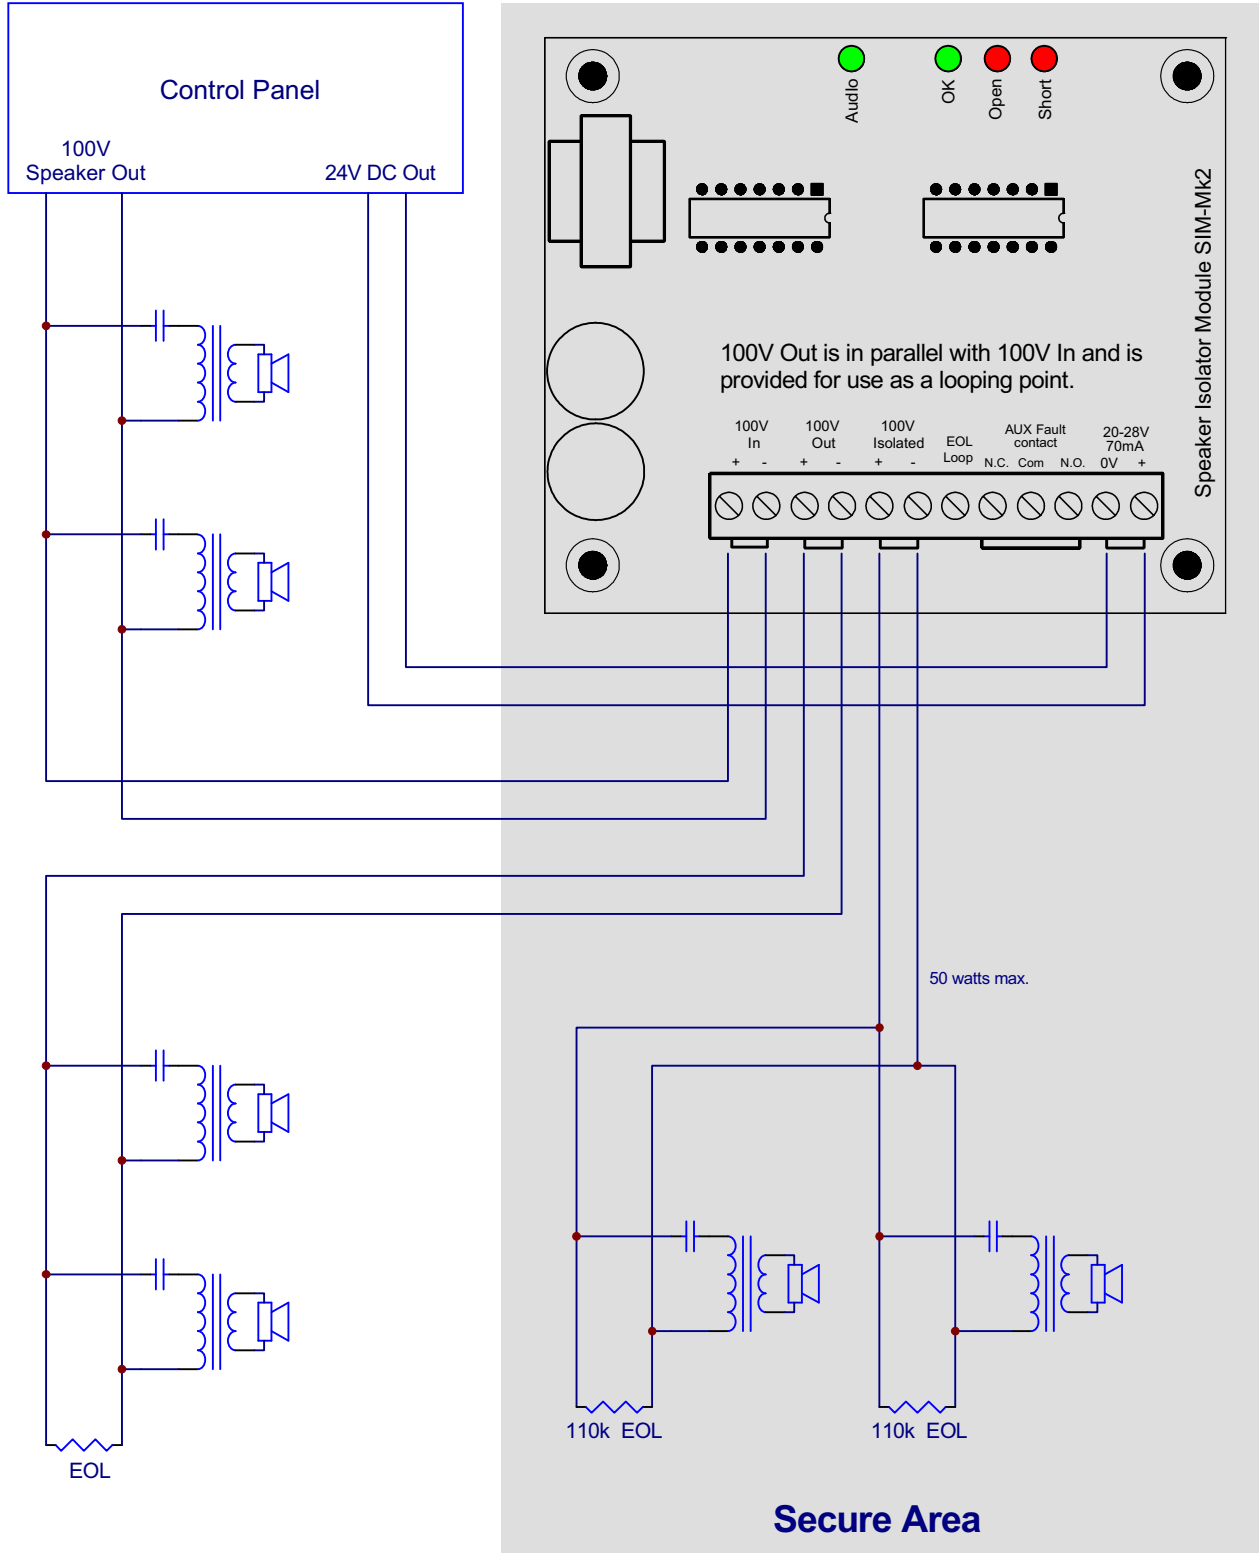 Control Panel
100V
Speaker Out
24V DC Out
Audio
OK
Open
Short
Speaker Isolator Module SIM-Mk2
100V Out is in parallel with 100V In and is
provided for use as a looping point.
100V
In
+ -
100V
Out
+ -
100V
Isolated
+ -
EOL
Loop
AUX Fault
contact
N.C. Com N.O.
20-28V
70mA
0V +
50 watts max.
110k EOL
110k EOL
EOL
Secure Area